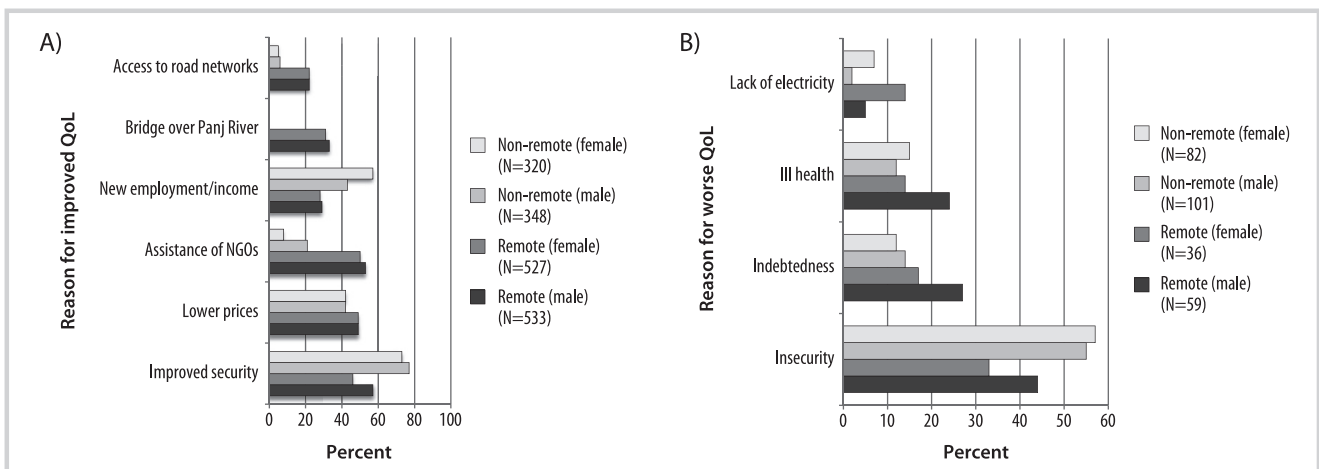 A)
Reason for improved QoL
Access to road networks
Bridge over Panj River
New employment/income
Assistance of NGOs
Lower prices
Improved security
0 20 40 60 80 100
Percent
Non-remote (female)
(N=320)
Non-remote (male)
(N=348)
Remote (female)
(N=527)
Remote (male)
(N=533)
B)
Reason for worse QoL
Lack of electricity
Ill health
Indebtedness
Insecurity
0 10 20 30 40 50 60
Percent
Non-remote (female)
(N=82)
Non-remote (male)
(N=101)
Remote (female)
(N=36)
Remote (male)
(N=59)